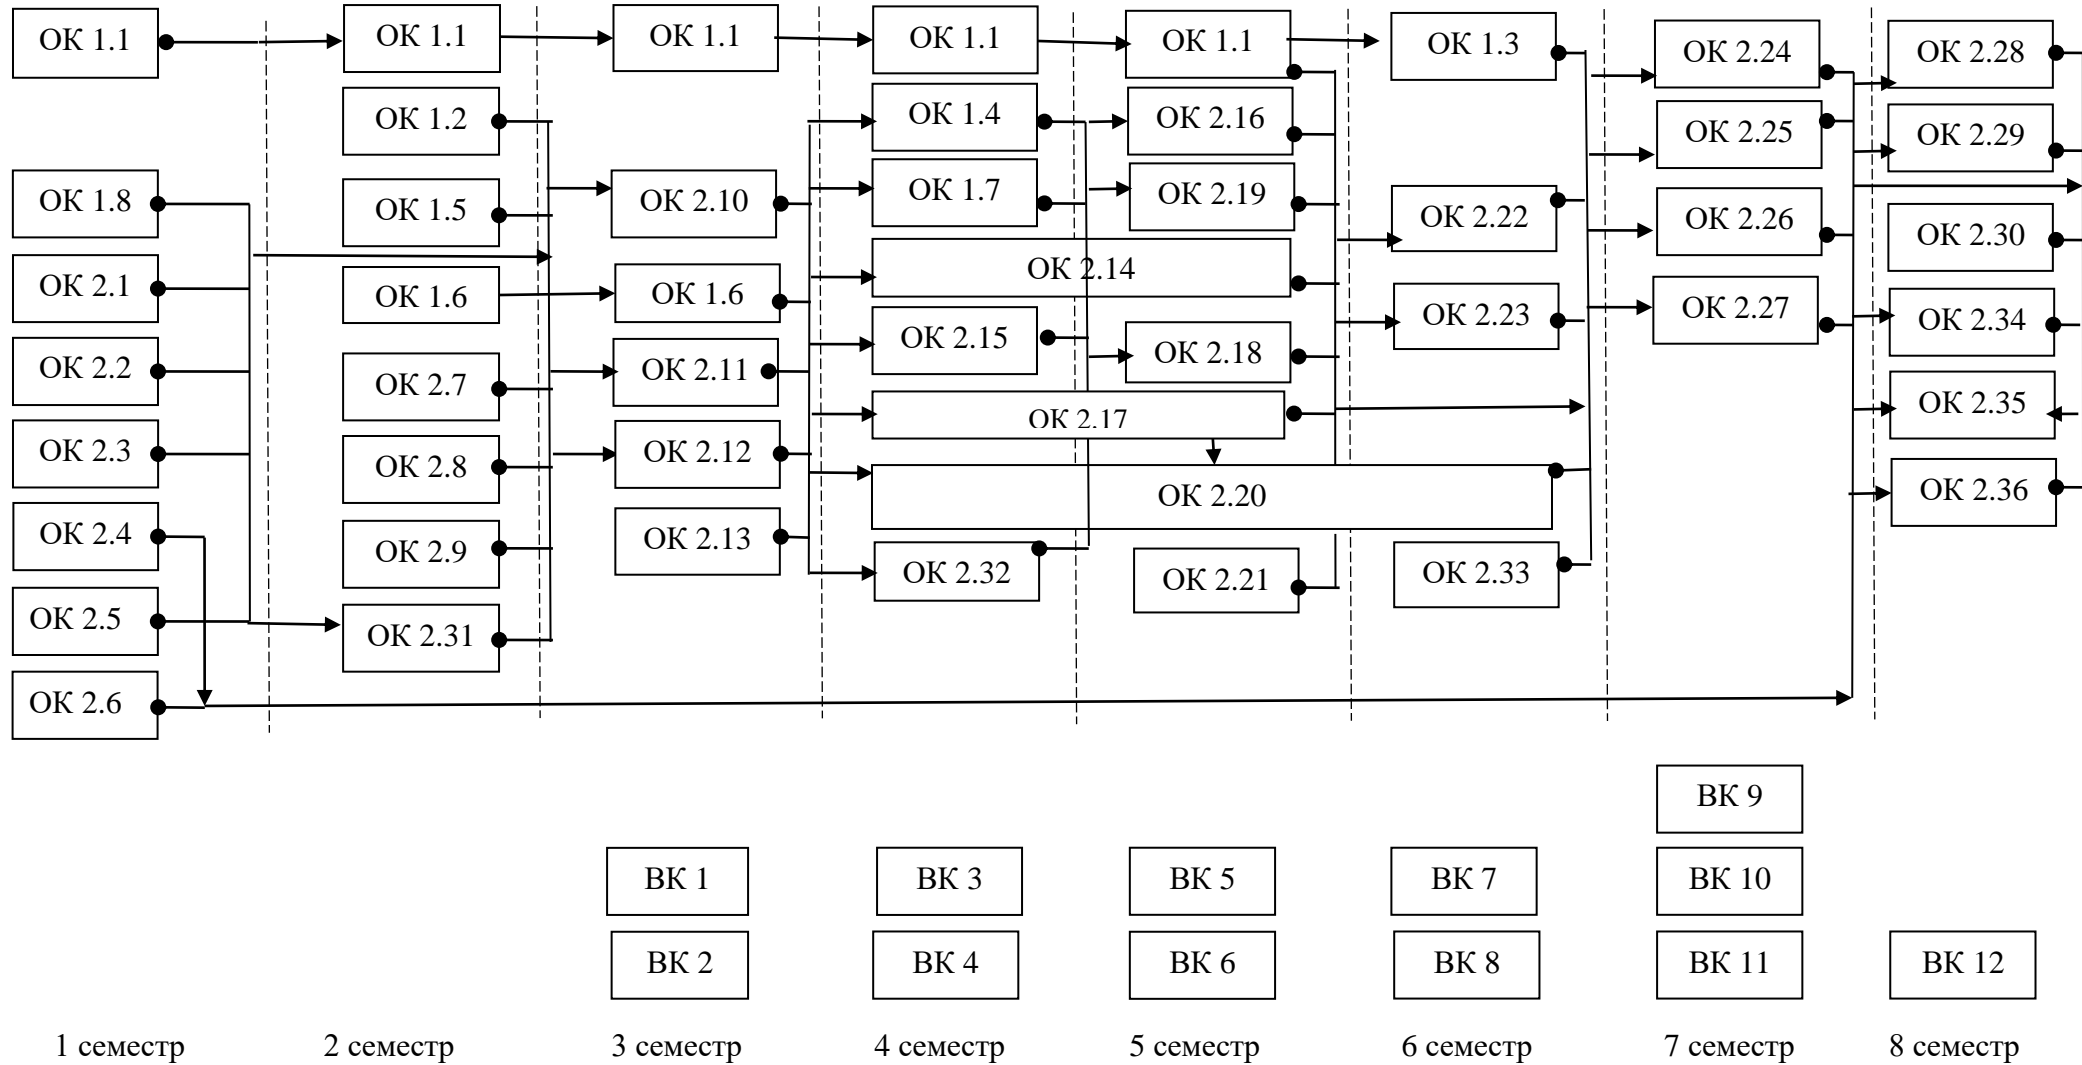 ОК 1.1
ОК 1.1
ОК 1.1
ОК 1.1
ОК 1.1
ОК 1.3
ОК 2.24
ОК 2.28
ОК 1.2
ОК 1.4
ОК 2.16
ОК 2.25
ОК 2.29
ОК 1.8
ОК 1.5
ОК 2.10
ОК 1.7
ОК 2.19
ОК 2.22
ОК 2.26
ОК 2.30
ОК 2.1
ОК 1.6
ОК 1.6
ОК 2.14
ОК 2.23
ОК 2.27
ОК 2.34
ОК 2.2
ОК 2.7
ОК 2.11
ОК 2.15
ОК 2.18
ОК 2.35
ОК 2.3
ОК 2.8
ОК 2.12
ОК 2.17
ОК 2.36
ОК 2.4
ОК 2.9
ОК 2.13
ОК 2.20
ОК 2.5
ОК 2.31
ОК 2.32
ОК 2.21
ОК 2.33
ОК 2.6
ВК 9
ВК 1
ВК 3
ВК 5
ВК 7
ВК 10
ВК 2
ВК 4
ВК 6
ВК 8
ВК 11
ВК 12
1 семестр
2 семестр
3 семестр
4 семестр
5 семестр
6 семестр
7 семестр
8 семестр